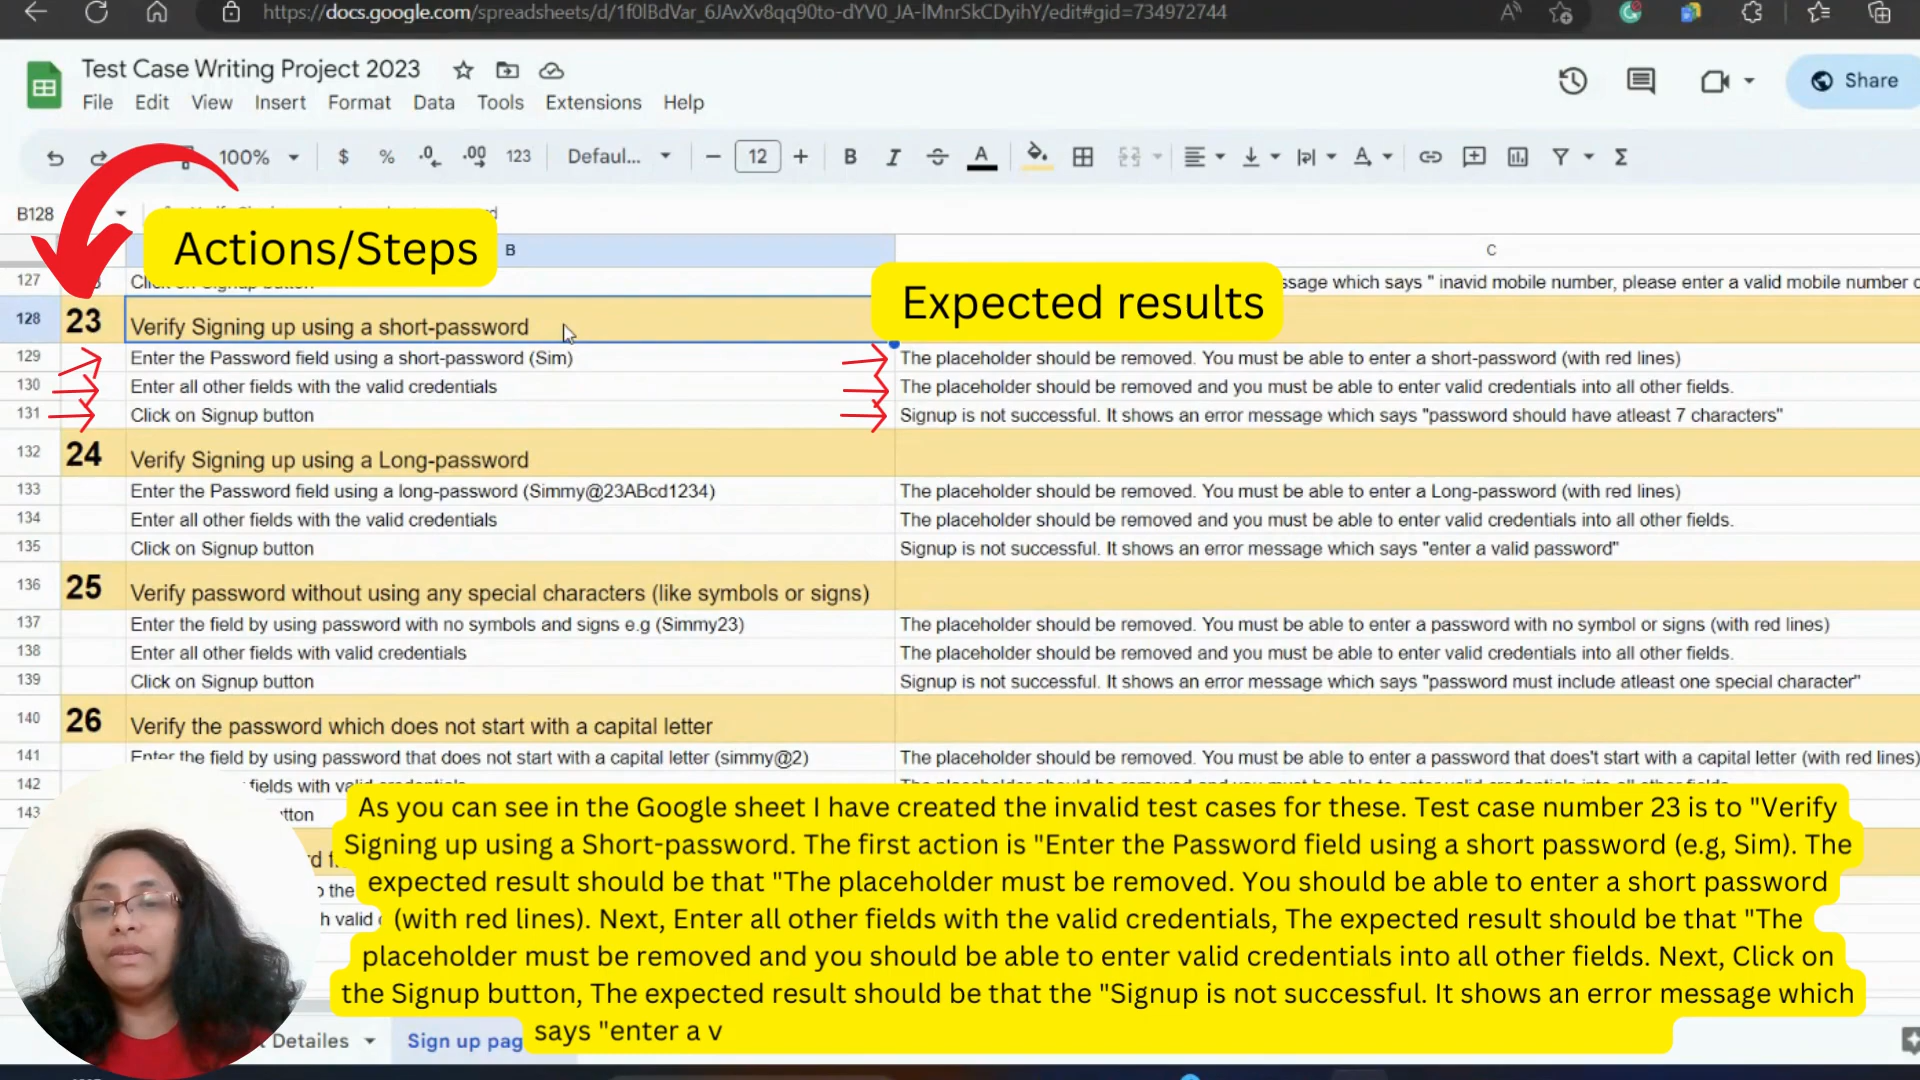 https://docs.google.com/spreadsheets/d/1f0lBdVar_6JAvXv8qq90to-dYV0_JA-lMnrSkCDyihY/edit#gid=734972744
Test Case Writing Project 2023
File Edit View Insert Format Data Tools Extensions Help
Share
100% $ % .0 .00 123 Defaul... 12 B I A Σ
B128
Actions/Steps
B C
Expected results
127 ssage which says " inavid mobile number, please enter a valid mobile number
128 23 Verify Signing up using a short-password
129 Enter the Password field using a short-password (Sim) The placeholder should be removed. You must be able to enter a short-password (with red lines)
130 Enter all other fields with the valid credentials The placeholder should be removed and you must be able to enter valid credentials into all other fields.
131 Click on Signup button Signup is not successful. It shows an error message which says "password should have atleast 7 characters"
132 24 Verify Signing up using a Long-password
133 Enter the Password field using a long-password (Simmy@23ABcd1234) The placeholder should be removed. You must be able to enter a Long-password (with red lines)
134 Enter all other fields with the valid credentials The placeholder should be removed and you must be able to enter valid credentials into all other fields.
135 Click on Signup button Signup is not successful. It shows an error message which says "enter a valid password"
136 25 Verify password without using any special characters (like symbols or signs)
137 Enter the field by using password with no symbols and signs e.g (Simmy23) The placeholder should be removed. You must be able to enter a password with no symbol or signs (with red lines)
138 Enter all other fields with valid credentials The placeholder should be removed and you must be able to enter valid credentials into all other fields.
139 Click on Signup button Signup is not successful. It shows an error message which says "password must include atleast one special character"
140 26 Verify the password which does not start with a capital letter
141 Enter the field by using password that does not start with a capital letter (simmy@2) The placeholder should be removed. You must be able to enter a password that does't start with a capital letter (with red lines)
142 fields with valid credentials
143 tton
As you can see in the Google sheet I have created the invalid test cases for these. Test case number 23 is to "Verify
Signing up using a Short-password. The first action is "Enter the Password field using a short password (e.g, Sim). The
expected result should be that "The placeholder must be removed. You should be able to enter a short password
(with red lines). Next, Enter all other fields with the valid credentials, The expected result should be that "The
placeholder must be removed and you should be able to enter valid credentials into all other fields. Next, Click on
the Signup button, The expected result should be that the "Signup is not successful. It shows an error message which
says "enter a v
Detailes Sign up pag